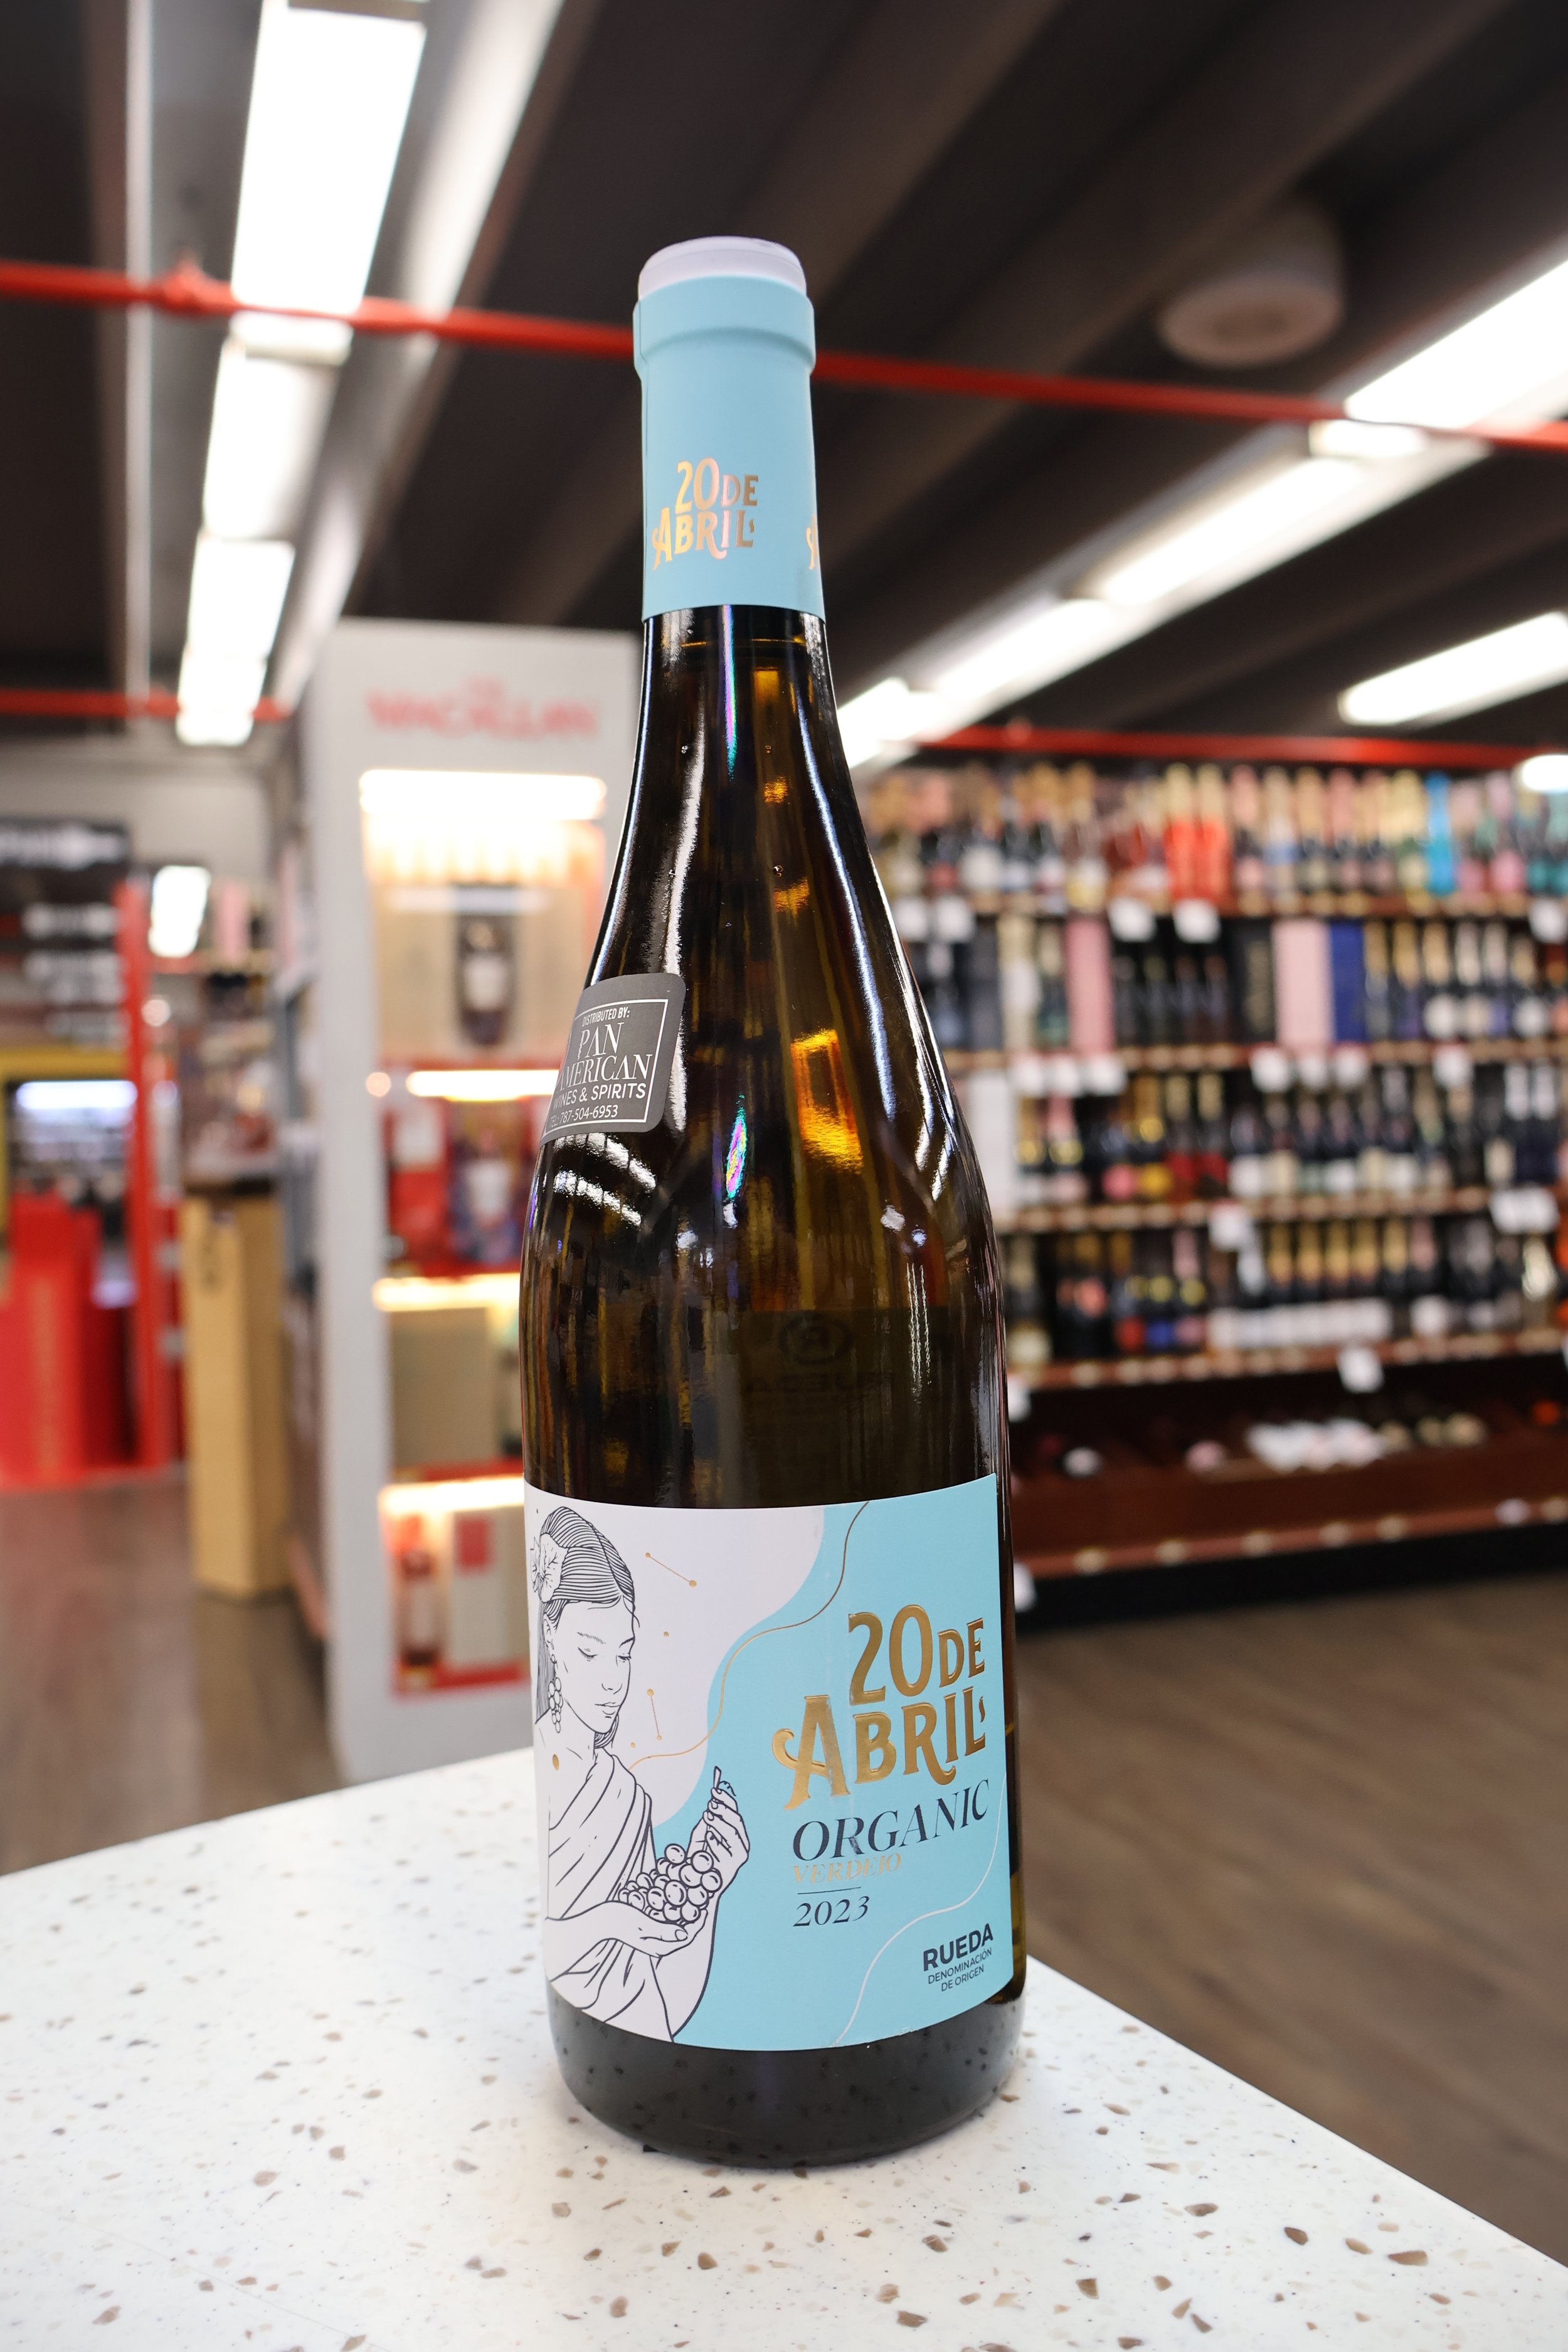 MACALLAN
20 DE
ABRIL
DISTRIBUTED BY:
PAN
AMERICAN
WINES & SPIRITS
TEL: 787-504-6953
20 DE
ABRIL
ORGANIC
VERDEJO
2023
RUEDA
DENOMINACIÓN
DE ORIGEN